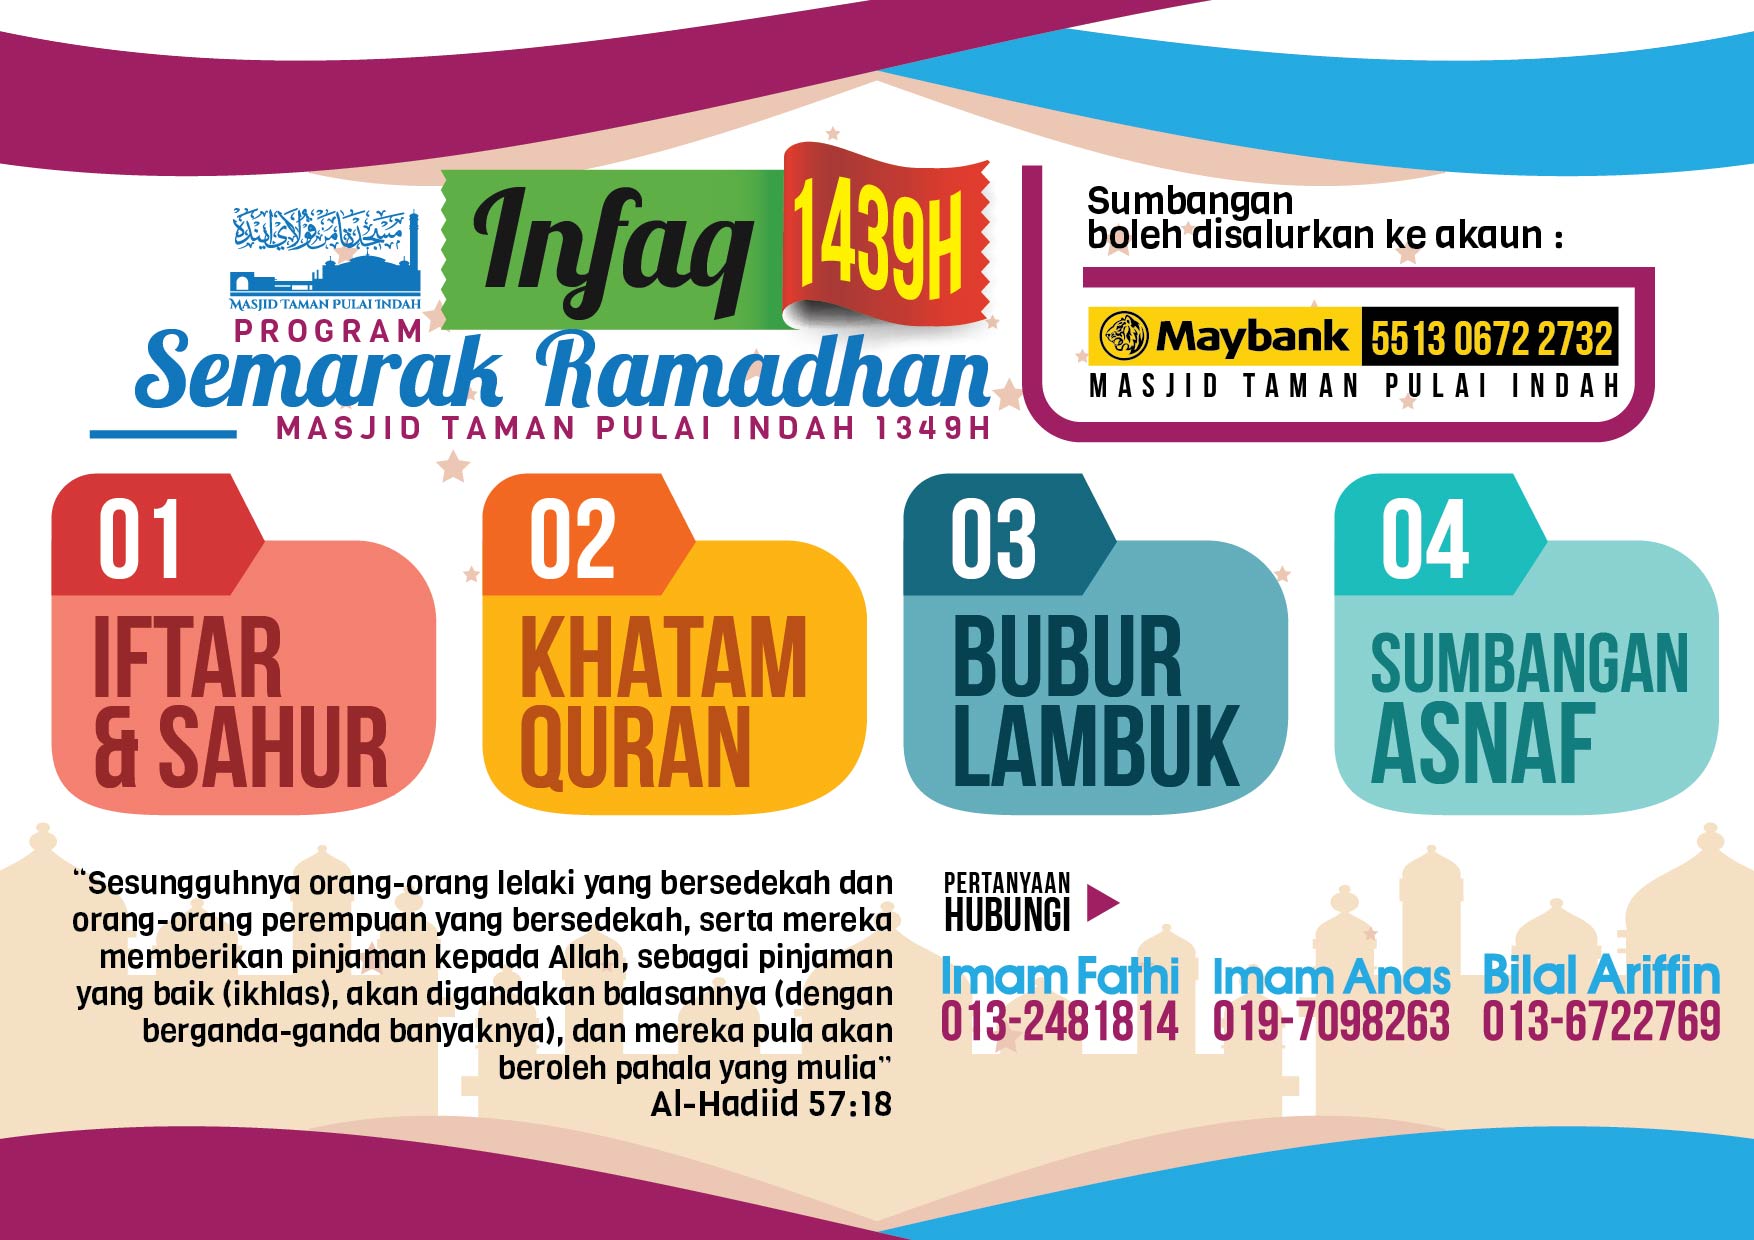 مسجد تامن ڤولاي اينده
MASJID TAMAN PULAI INDAH
Infaq 1439H
PROGRAM
Semarak Ramadhan
MASJID TAMAN PULAI INDAH 1349H
Sumbangan
boleh disalurkan ke akaun :
Maybank 5513 0672 2732
MASJID TAMAN PULAI INDAH
01
IFTAR
& SAHUR
02
KHATAM
QURAN
03
BUBUR
LAMBUK
04
SUMBANGAN
ASNAF
“Sesungguhnya orang-orang lelaki yang bersedekah dan
orang-orang perempuan yang bersedekah, serta mereka
memberikan pinjaman kepada Allah, sebagai pinjaman
yang baik (ikhlas), akan digandakan balasannya (dengan
berganda-ganda banyaknya), dan mereka pula akan
beroleh pahala yang mulia”
Al-Hadiid 57:18
PERTANYAAN
HUBUNGI
Imam Fathi
013-2481814
Imam Anas
019-7098263
Bilal Ariffin
013-6722769